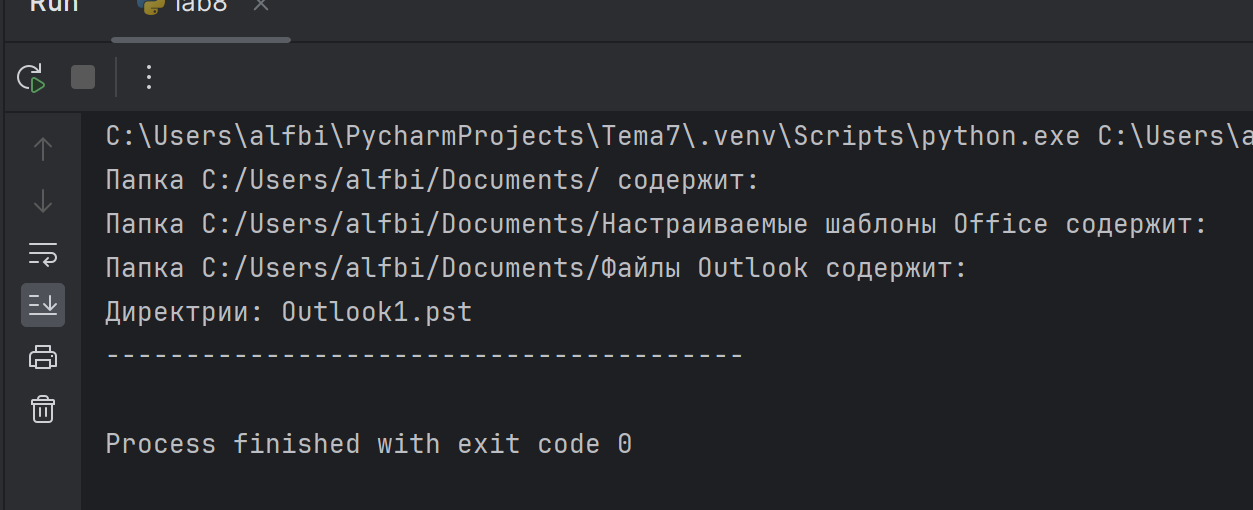 Run lab8
C:\Users\alfbi\PycharmProjects\Tema7\.venv\Scripts\python.exe C:\Users\a
Папка C:/Users/alfbi/Documents/ содержит:
Папка C:/Users/alfbi/Documents/Настраиваемые шаблоны Office содержит:
Папка C:/Users/alfbi/Documents/Файлы Outlook содержит:
Директрии: Outlook1.pst
----------------------------------------
Process finished with exit code 0